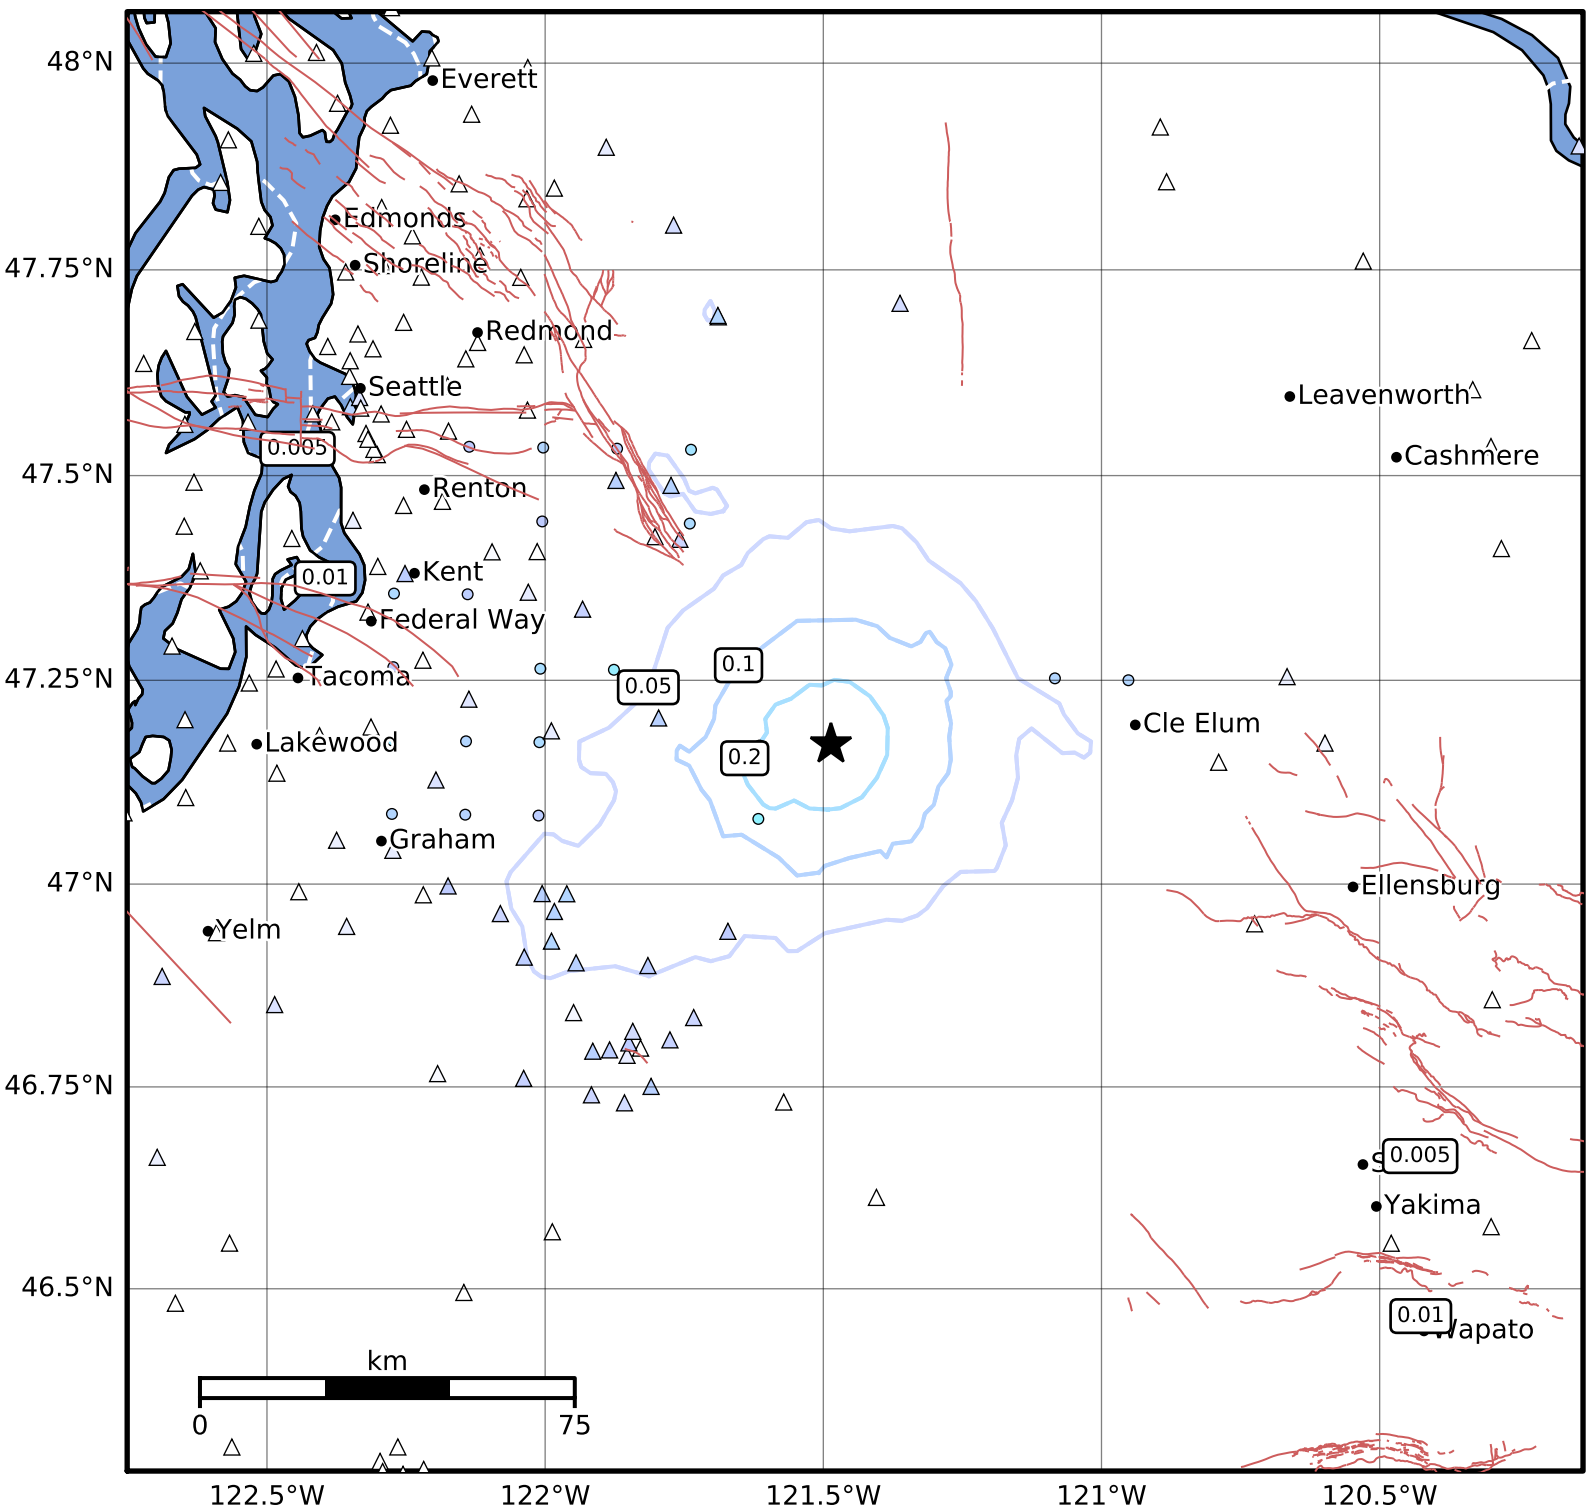 48°N
Everett
Edmonds
47.75°N
Shoreline
Redmond
Seattle
Leavenworth
0.005
Cashmere
47.5°N
Renton
Kent
0.01
Federal Way
0.1
47.25°N
Tacoma
0.05
Cle Elum
Lakewood
0.2
Graham
47°N
Ellensburg
Yelm
46.75°N
0.005
S
Yakima
46.5°N
0.01
Wapato
km
0
75
122.5°W
122°W
121.5°W
121°W
120.5°W